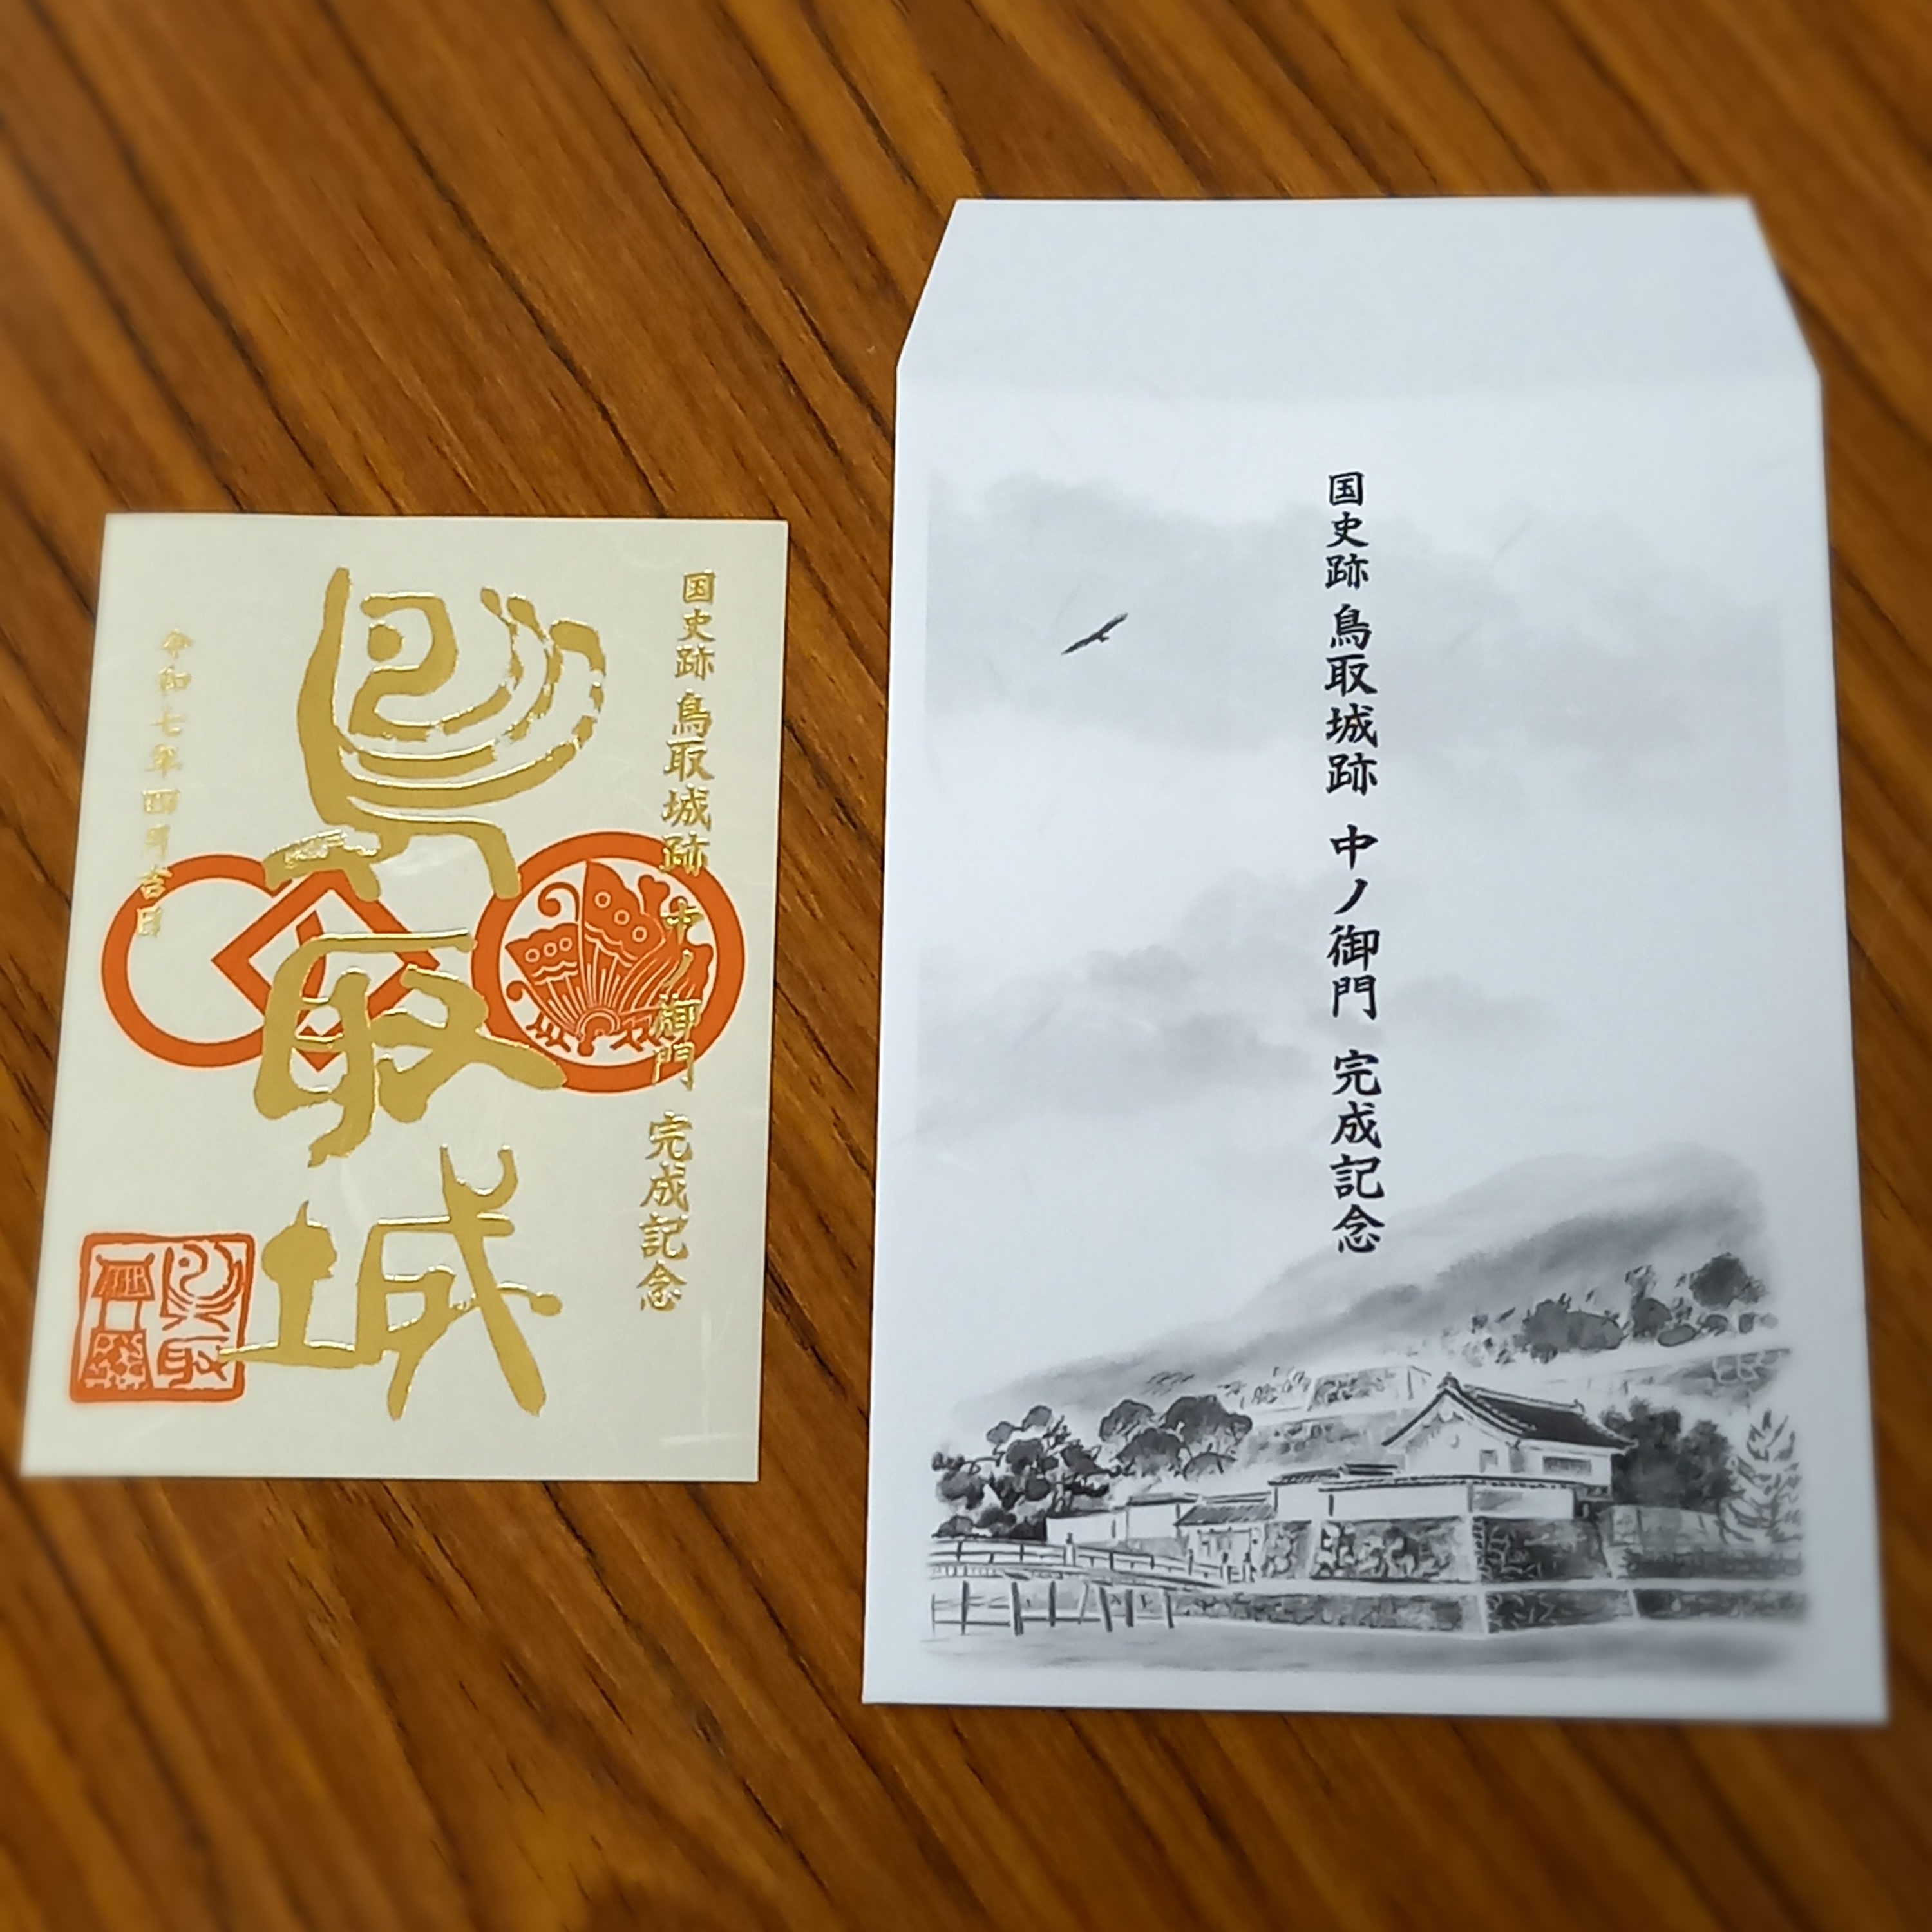 国史跡 鳥取城跡 中ノ御門 完成記念
鳥取城
令和七年四月吉日
鳥取
国史跡 鳥取城跡 中ノ御門 完成記念